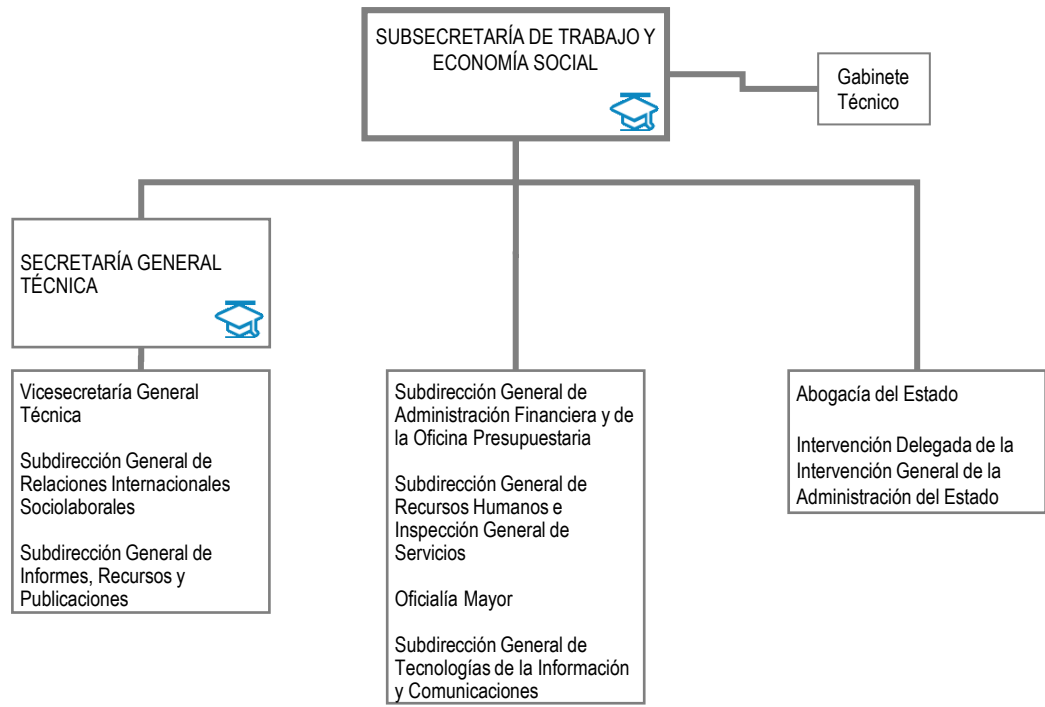 SUBSECRETARÍA DE TRABAJO Y
ECONOMÍA SOCIAL
Gabinete
Técnico
SECRETARÍA GENERAL
TÉCNICA
Vicesecretaría General
Técnica
Subdirección General de
Relaciones Internacionales
Sociolaborales
Subdirección General de
Informes, Recursos y
Publicaciones
Subdirección General de
Administración Financiera y de
la Oficina Presupuestaria
Subdirección General de
Recursos Humanos e
Inspección General de
Servicios
Oficialía Mayor
Subdirección General de
Tecnologías de la Información
y Comunicaciones
Abogacía del Estado
Intervención Delegada de la
Intervención General de la
Administración del Estado